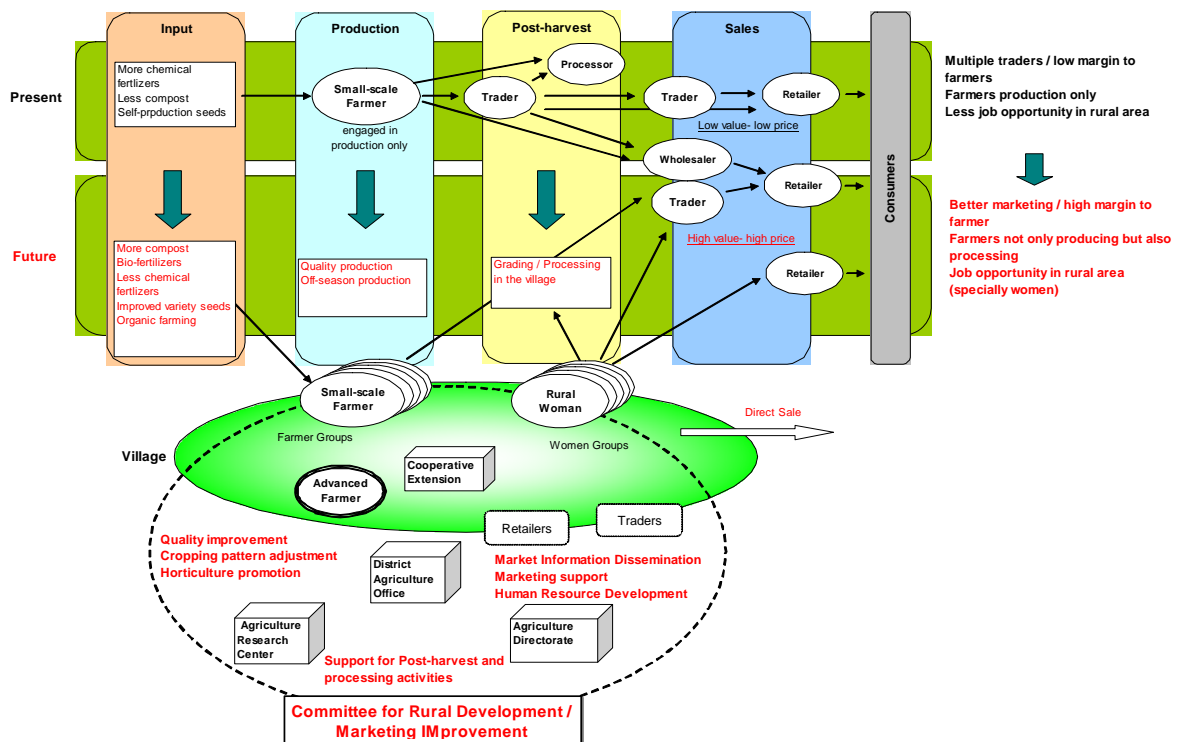 Input
Production
Post-harvest
Sales
Present
More chemical
fertlizers
Less compost
Self-prpduction seeds
Small-scale
Farmer
engaged in
production only
Processor
Trader
Trader
Retailer
Low value- low price
Wholesaler
Trader
Retailer
High value- high price
Retailer
Consumers
Multiple traders / low margin to
farmers
Farmers production only
Less job opportunity in rural area
Future
More compost
Bio-fertilizers
Less chemical
fertlizers
Improved variety seeds
Organic farming
Quality production
Off-season production
Grading / Processing
in the village
Better marketing / high margin to
farmer
Farmers not only producing but also
processing
Job opportunity in rural area
(specially women)
Small-scale
Farmer
Rural
Woman
Farmer Groups
Women Groups
Direct Sale
Village
Cooperative
Extension
Advanced
Farmer
Retailers
Traders
Quality improvement
Cropping pattern adjustment
Horticulture promotion
District
Agriculture
Office
Market Information Dissemination
Marketing support
Human Resource Development
Agriculture
Research
Center
Agriculture
Directorate
Support for Post-harvest and
processing activities
Committee for Rural Development /
Marketing IMprovement